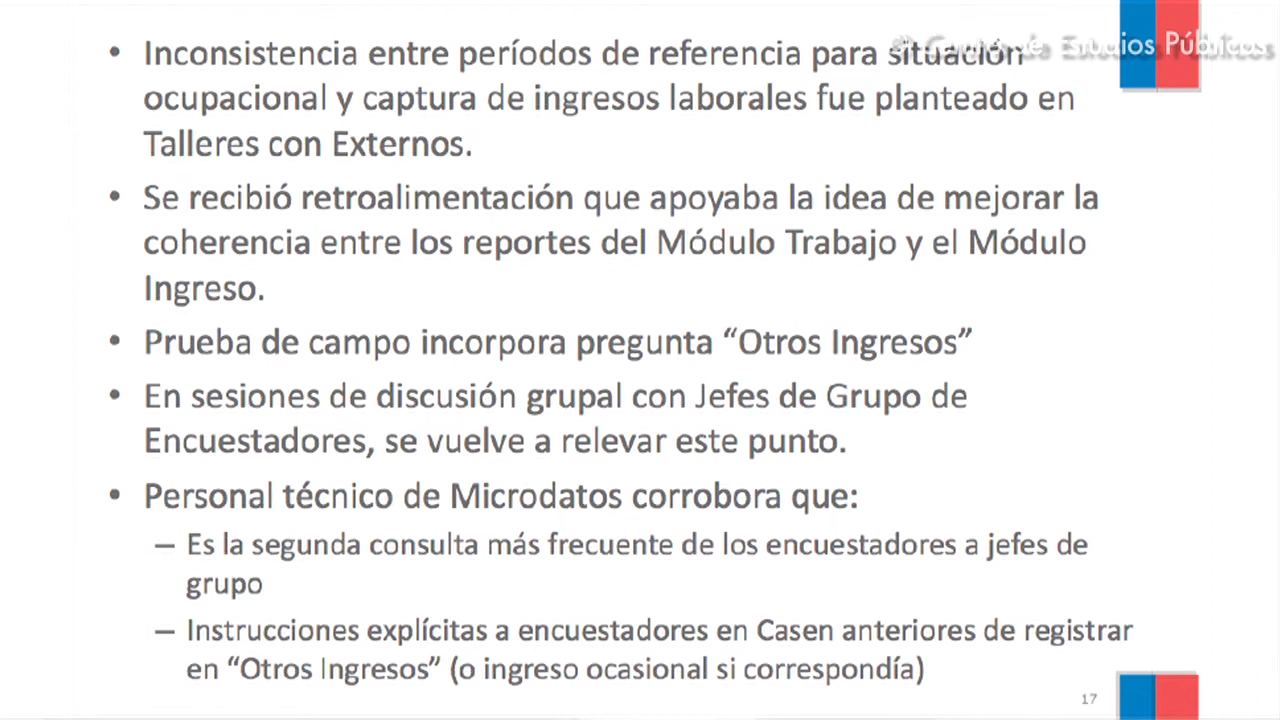 © Centro de Estudios Públicos
• Inconsistencia entre períodos de referencia para situación
ocupacional y captura de ingresos laborales fue planteado en
Talleres con Externos.
• Se recibió retroalimentación que apoyaba la idea de mejorar la
coherencia entre los reportes del Módulo Trabajo y el Módulo
Ingreso.
• Prueba de campo incorpora pregunta “Otros Ingresos”
• En sesiones de discusión grupal con Jefes de Grupo de
Encuestadores, se vuelve a relevar este punto.
• Personal técnico de Microdatos corrobora que:
– Es la segunda consulta más frecuente de los encuestadores a jefes de
grupo
– Instrucciones explícitas a encuestadores en Casen anteriores de registrar
en “Otros Ingresos” (o ingreso ocasional si correspondía)
17